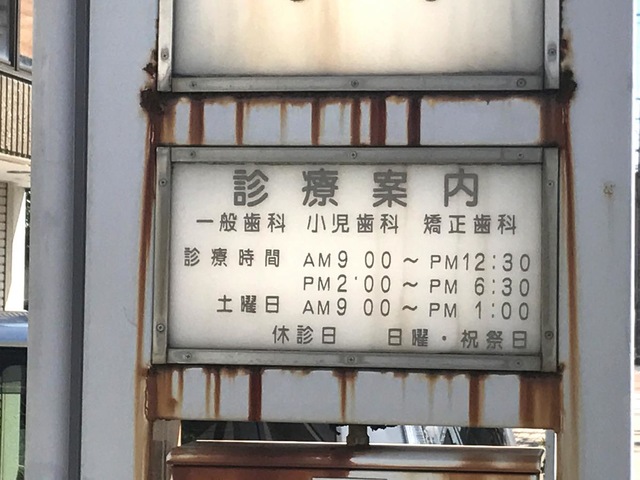 診療案内
一般歯科 小児歯科 矯正歯科
診療時間 AM9 00～PM12:30
PM2:00～PM 6:30
土曜日 AM9 00～PM 1:00
休診日 日曜・祝祭日